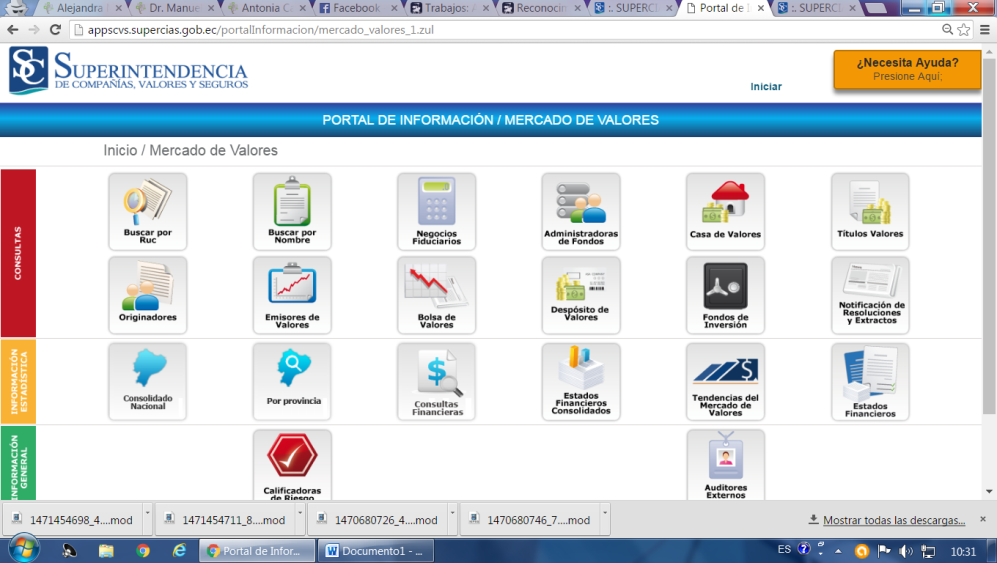 Alejandra
Dr. Manue
Antonia C
Facebook
Trabajos: A
Reconocin
:. SUPERCI
Portal de I
:. SUPERCI
appscvs.supercias.gob.ec/portalInformacion/mercado_valores_1.zul
SC SUPERINTENDENCIA
DE COMPAÑÍAS, VALORES Y SEGUROS
Iniciar
¿Necesita Ayuda?
Presione Aquí;
PORTAL DE INFORMACIÓN / MERCADO DE VALORES
Inicio / Mercado de Valores
CONSULTAS
Buscar por
Ruc
Buscar por
Nombre
Negocios
Fiduciarios
Administradoras
de Fondos
Casa de Valores
Títulos Valores
Originadores
Emisores de
Valores
Bolsa de
Valores
Despósito de
Valores
Fondos de
Inversión
Notificación de
Resoluciones
y Extractos
INFORMACIÓN
ESTADÍSTICA
Consolidado
Nacional
Por provincia
$
Consultas
Financieras
Estados
Financieros
Consolidados
$
Tendencias del
Mercado de
Valores
Estados
Financieros
INFORMACIÓN
GENERAL
Calificadoras
de Riesgo
Auditores
Externos
1471454698_4....mod
1471454711_8....mod
1470680726_4....mod
1470680746_7....mod
Mostrar todas las descargas...
Portal de Infor...
Documento1 - ...
ES
10:31